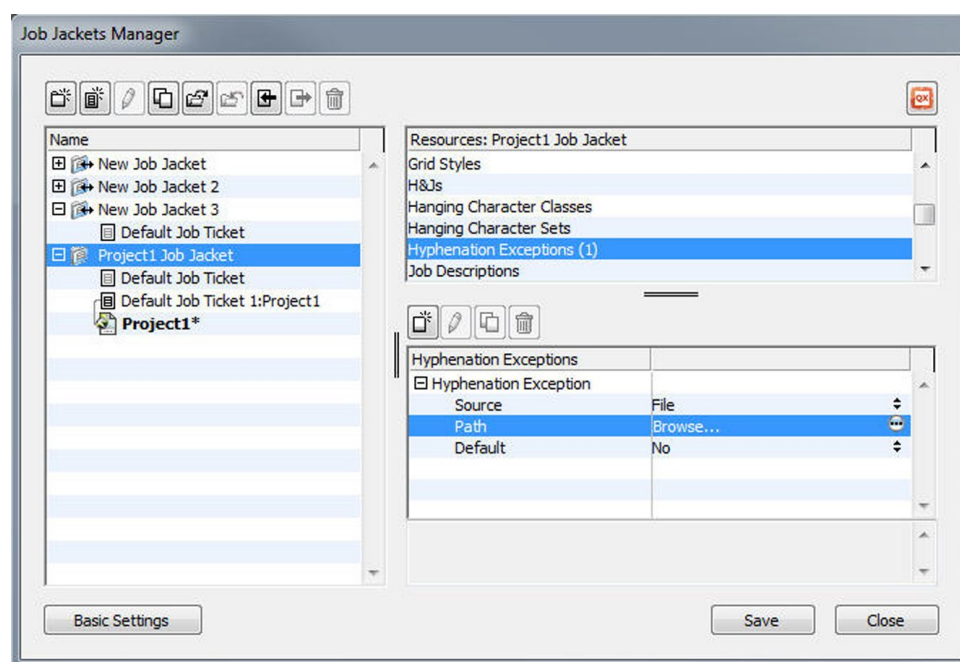 Job Jackets Manager
QX
Name
New Job Jacket
New Job Jacket 2
New Job Jacket 3
Default Job Ticket
Project1 Job Jacket
Default Job Ticket
Default Job Ticket 1:Project1
Project1*
Resources: Project1 Job Jacket
Grid Styles
H&Js
Hanging Character Classes
Hanging Character Sets
Hyphenation Exceptions (1)
Job Descriptions
Hyphenation Exceptions
Hyphenation Exception
Source File
Path Browse...
Default No
Basic Settings
Save
Close